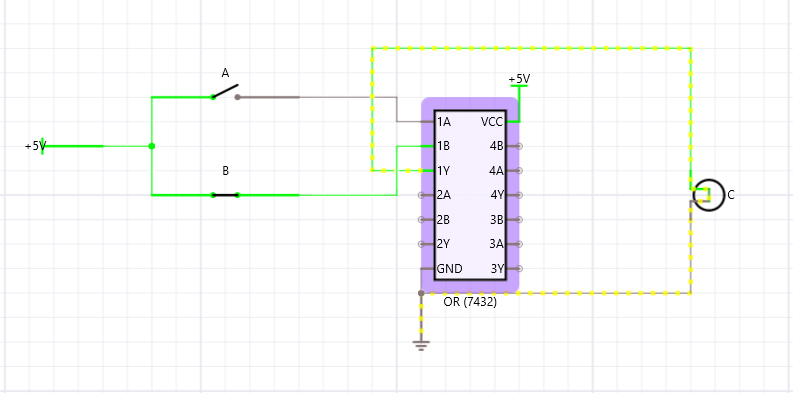 A
+5V
+5V
B
1A VCC
1B 4B
1Y 4A
2A 4Y
2B 3B
2Y 3A
GND 3Y
C
OR (7432)